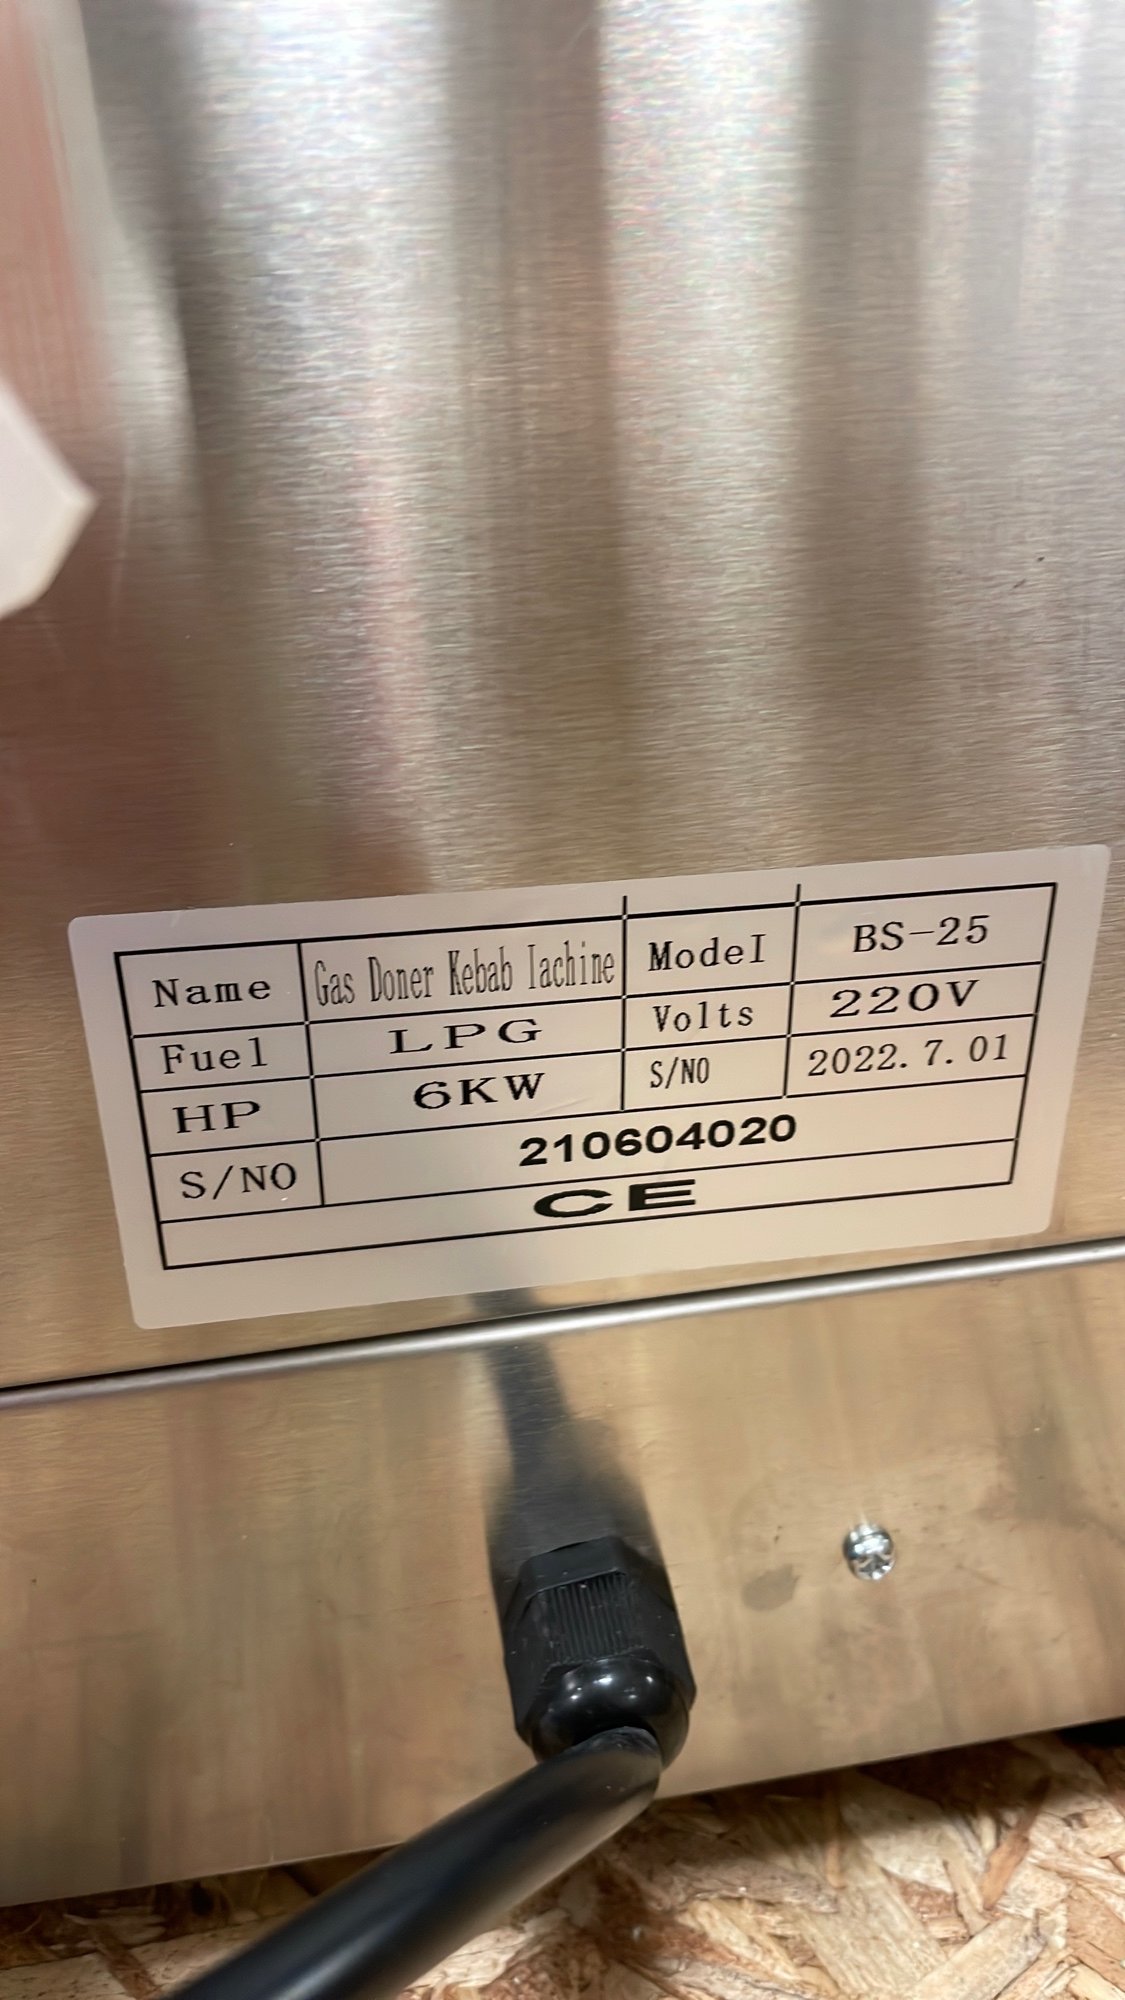 Name Gas Doner Kebab Iachine ModeI BS-25
Fuel LPG Volts 220V
HP 6KW S/NO 2022.7.01
S/NO 210604020
CE